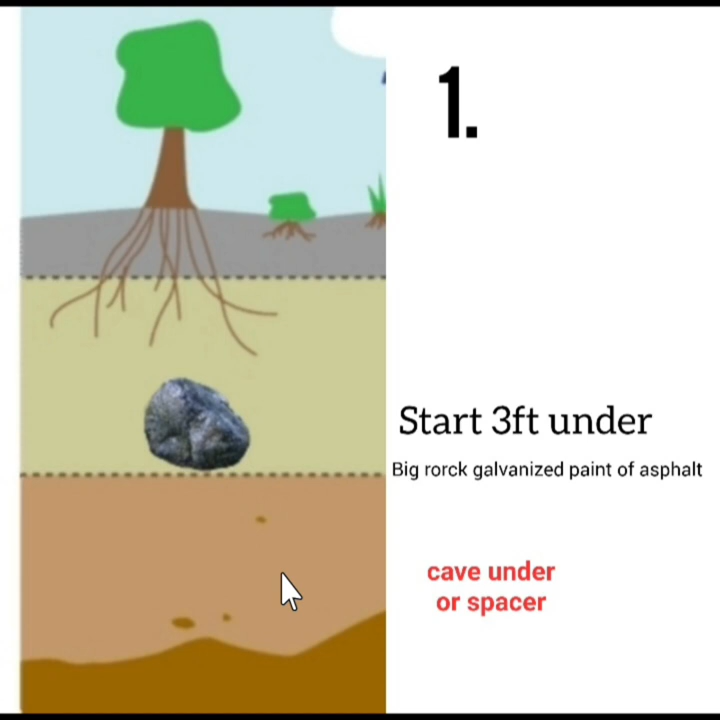 1.
Start 3ft under
Big rorck galvanized paint of asphalt
cave under
or spacer